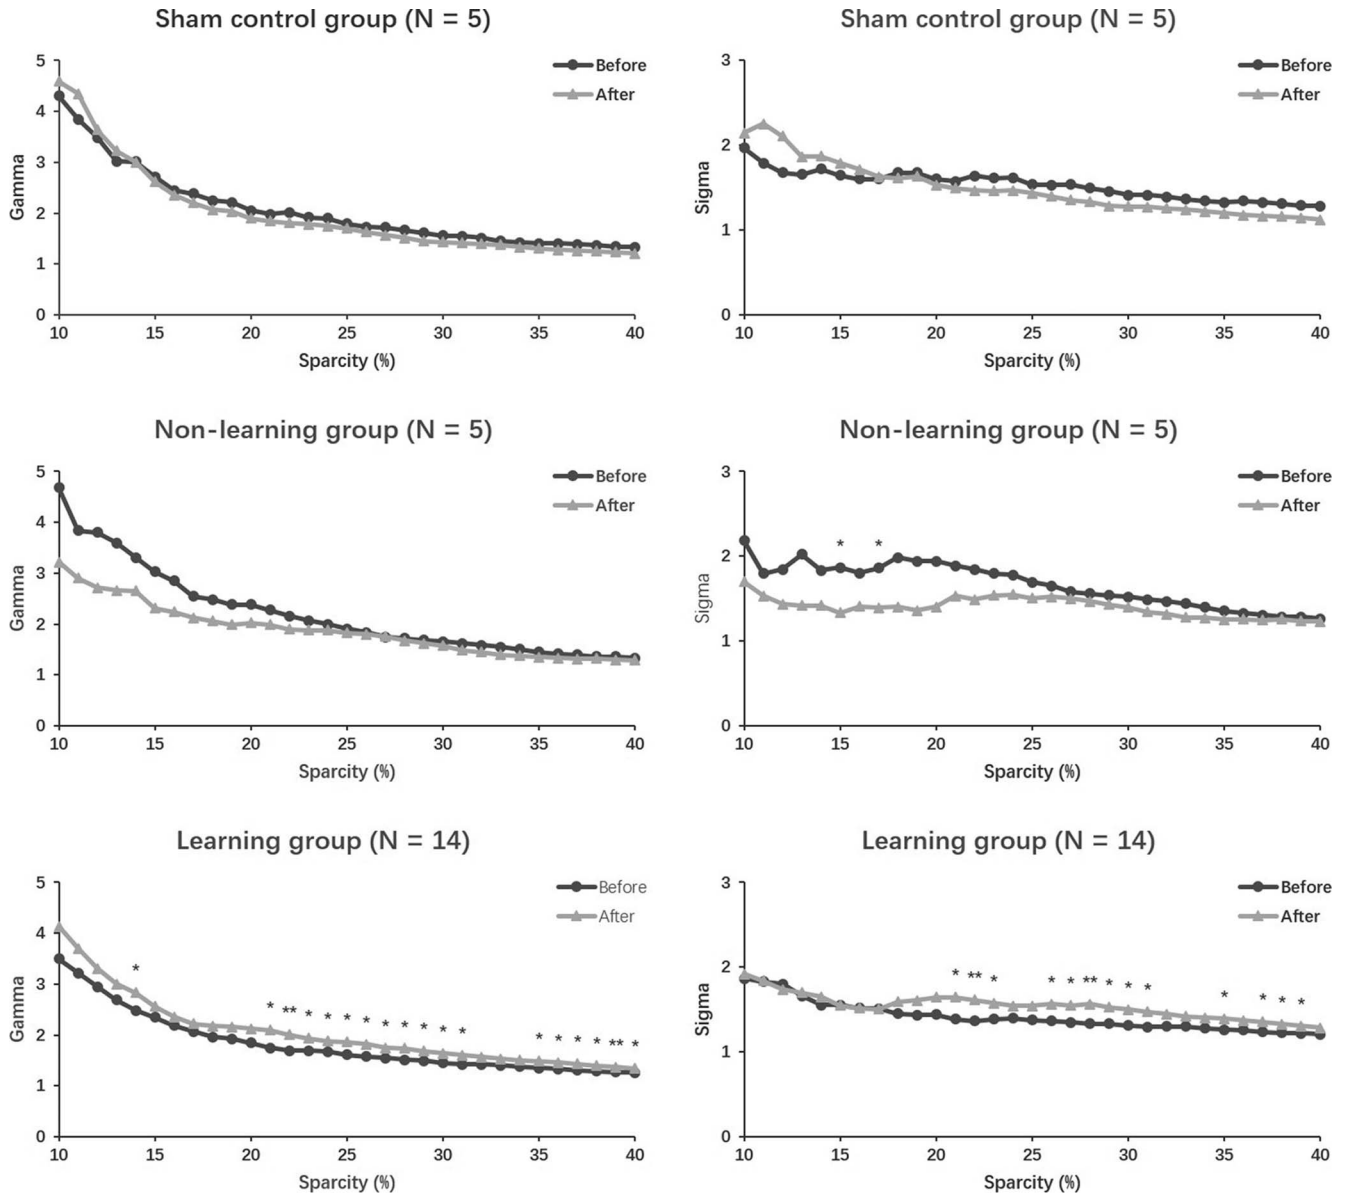 Sham control group (N = 5)
Before
After
5
4
3
2
1
0
Gamma
10 15 20 25 30 35 40
Sparcity (%)
Sham control group (N = 5)
Before
After
3
2
1
0
Sigma
10 15 20 25 30 35 40
Sparcity (%)
Non-learning group (N = 5)
Before
After
5
4
3
2
1
0
Gamma
10 15 20 25 30 35 40
Sparcity (%)
Non-learning group (N = 5)
Before
After
3
2
1
0
Sigma
* *
10 15 20 25 30 35 40
Sparcity (%)
Learning group (N = 14)
Before
After
5
4
3
2
1
0
Gamma
* * ** * * * * * * * * * * * * ** *
10 15 20 25 30 35 40
Sparcity (%)
Learning group (N = 14)
Before
After
3
2
1
0
Sigma
* ** * * * ** * * * * * * *
10 15 20 25 30 35 40
Sparcity (%)